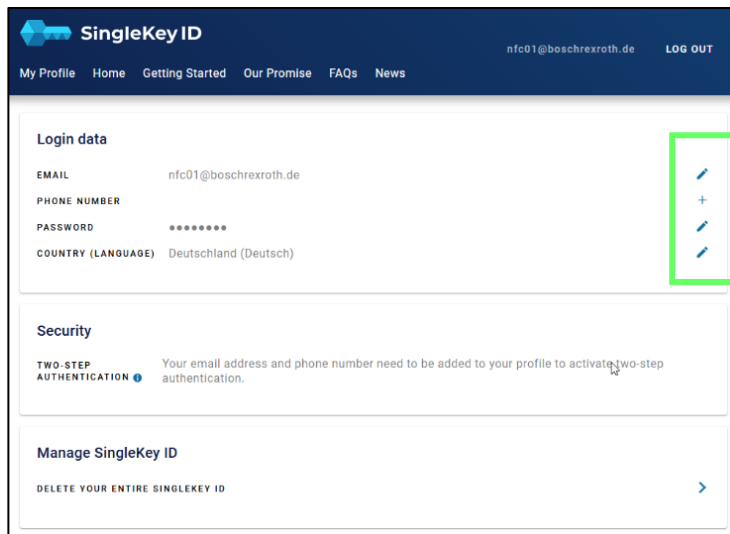 SingleKey ID
nfc01@boschrexroth.de LOG OUT
My Profile Home Getting Started Our Promise FAQs News
Login data
EMAIL nfc01@boschrexroth.de
PHONE NUMBER
PASSWORD ••••••••
COUNTRY (LANGUAGE) Deutschland (Deutsch)
Security
TWO-STEP
AUTHENTICATION
Your email address and phone number need to be added to your profile to activate two-step
authentication.
Manage SingleKey ID
DELETE YOUR ENTIRE SINGLEKEY ID